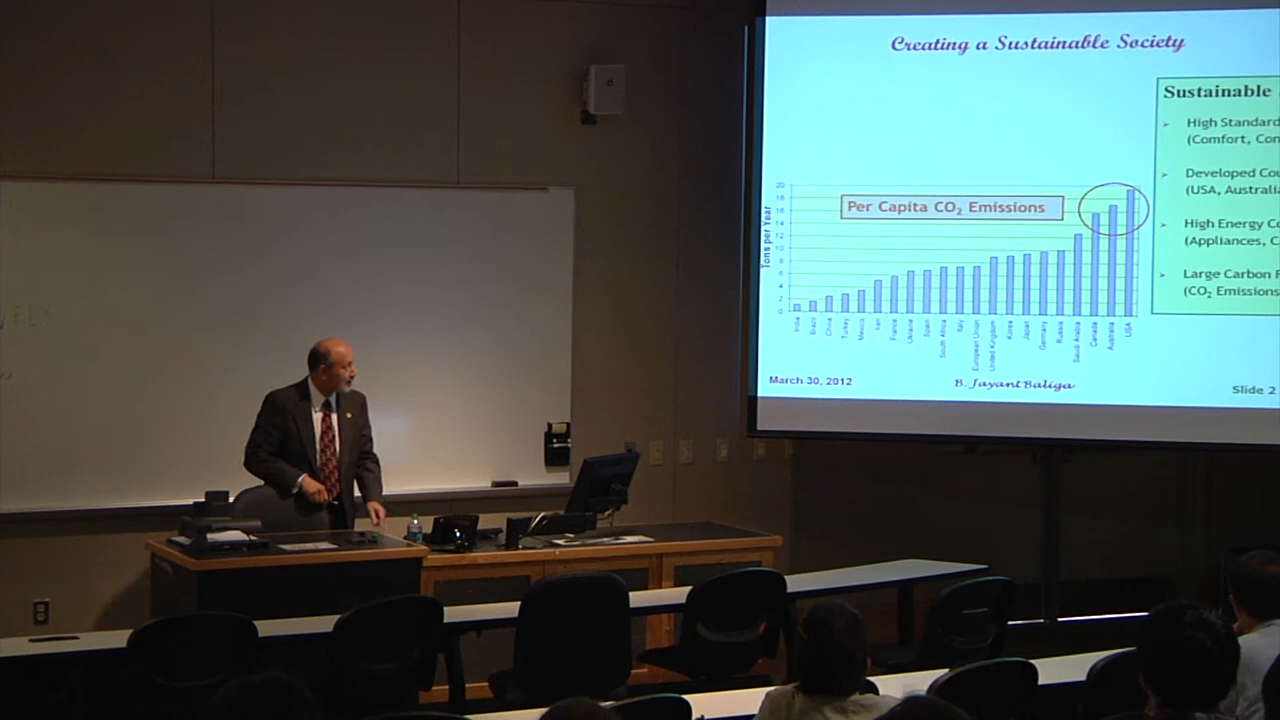 Creating a Sustainable Society
Sustainable
High Standard
(Comfort, Con
Developed Cou
(USA, Australia
High Energy Co
(Appliances, C
Large Carbon F
(CO₂ Emissions
Per Capita CO₂ Emissions
Tons per Year
20
18
16
14
12
10
8
6
4
2
0
India
Brazil
China
Turkey
Mexico
Iran
France
Ukraine
Spain
South Africa
Italy
European Union
United Kingdom
Korea
Japan
Germany
Russia
Saudi Arabia
Canada
Australia
USA
March 30, 2012
B. Jayant Baliga
Slide 2